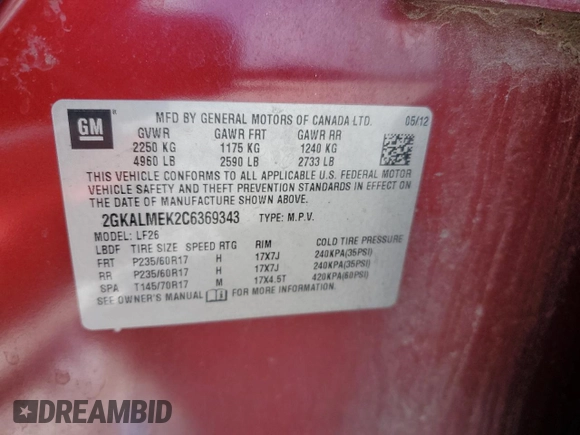 GM
MFD BY GENERAL MOTORS OF CANADA LTD. 05/12
GVWR GAWR FRT GAWR RR
2250 KG 1175 KG 1240 KG
4960 LB 2590 LB 2733 LB
THIS VEHICLE CONFORMS TO ALL APPLICABLE U.S. FEDERAL MOTOR
VEHICLE SAFETY AND THEFT PREVENTION STANDARDS IN EFFECT
ON THE DATE OF MANUFACTURE SHOWN ABOVE.
2GKALMEK2C6369343 TYPE: M.P.V.
MODEL: LF26
LBDF TIRE SIZE SPEED RTG RIM COLD TIRE PRESSURE
FRT P235/60R17 H 17X7J 240KPA(35PSI)
RR P235/60R17 H 17X7J 240KPA(35PSI)
SPA T145/70R17 M 17X4.5T 420KPA(60PSI)
SEE OWNER'S MANUAL FOR MORE INFORMATION.
DREAMBID